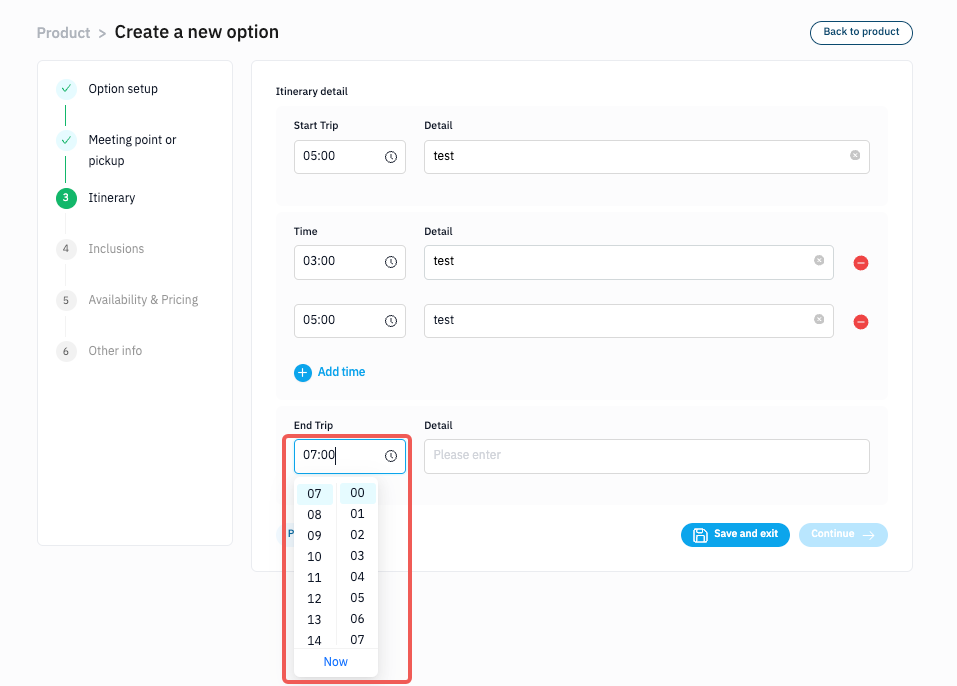 Product > Create a new option
Back to product
Option setup
Meeting point or
pickup
3 Itinerary
4 Inclusions
5 Availability & Pricing
6 Other info
Itinerary detail
Start Trip Detail
05:00 test
Time Detail
03:00 test
05:00 test
Add time
End Trip Detail
07:00 Please enter
07 00
08 01
09 02
10 03
11 04
12 05
13 06
14 07
Now
P
Save and exit
Continue